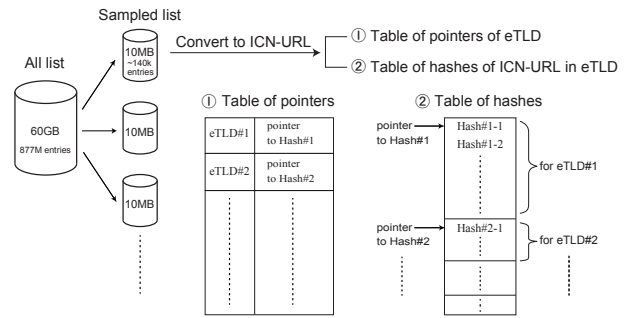 Sampled list
All list
10MB
~140k
entries
Convert to ICN-URL
① Table of pointers of eTLD
② Table of hashes of ICN-URL in eTLD
60GB
877M entries
10MB
10MB
① Table of pointers
eTLD#1
pointer
to Hash#1
eTLD#2
pointer
to Hash#2
② Table of hashes
pointer
to Hash#1
Hash#1-1
Hash#1-2
for eTLD#1
pointer
to Hash#2
Hash#2-1
for eTLD#2